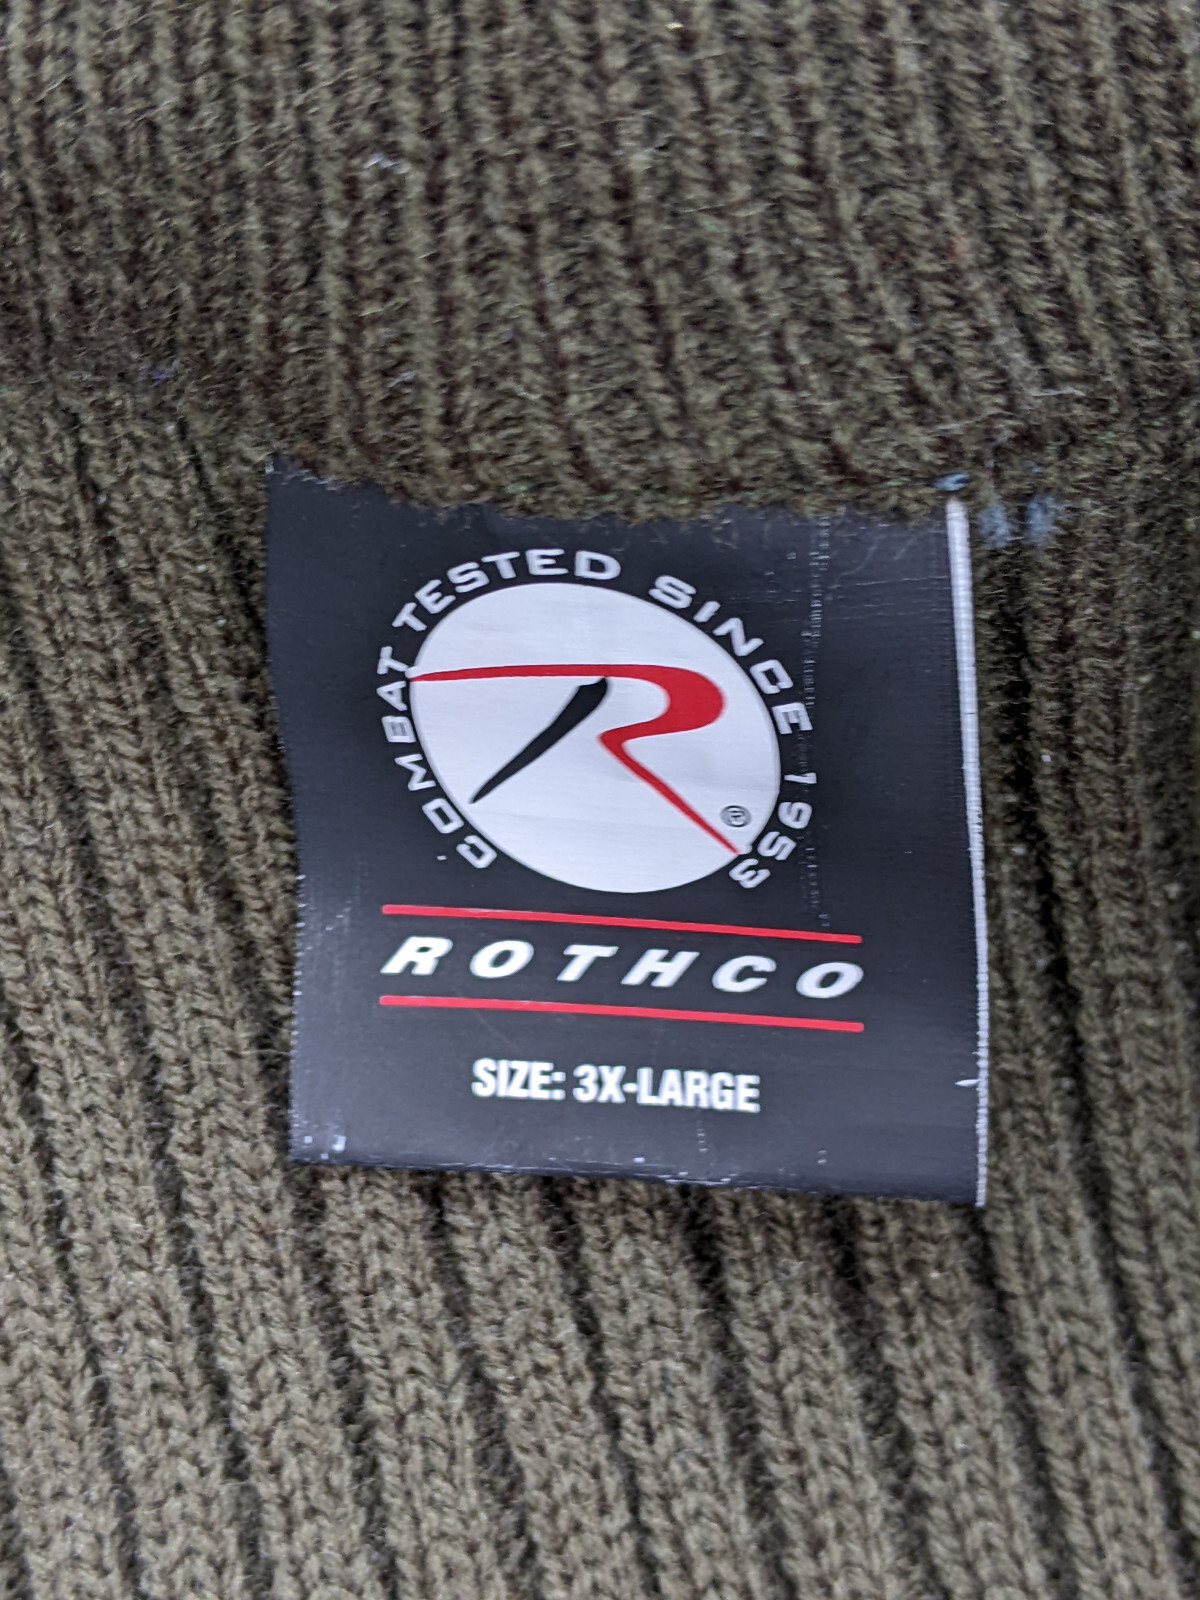 COMBAT TESTED SINCE 1953
R
®
ROTHCO
SIZE: 3X-LARGE